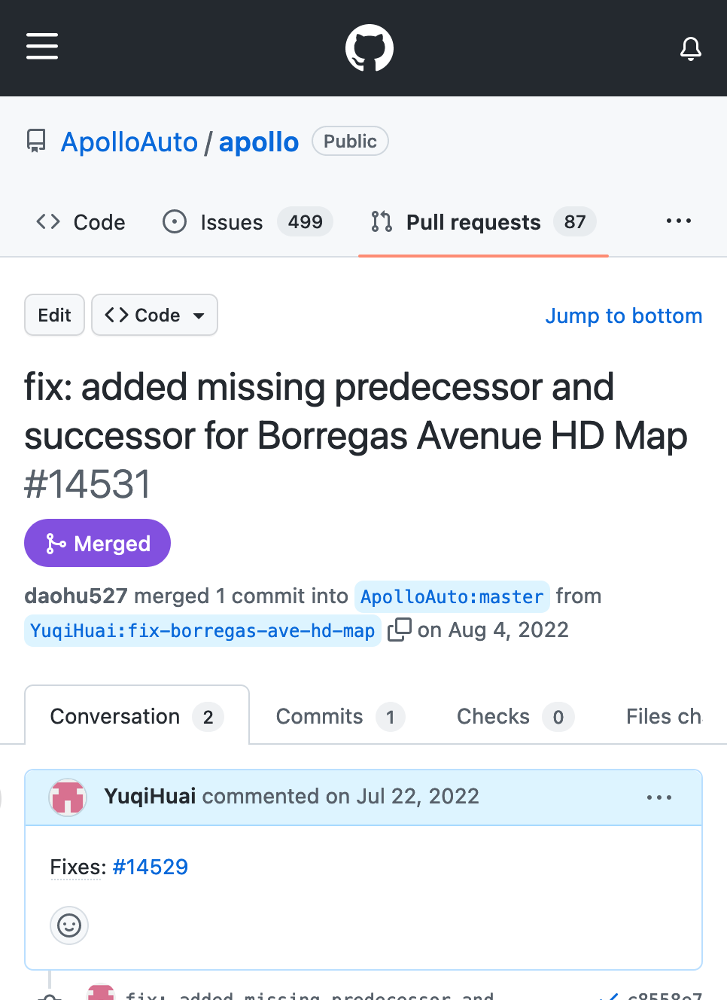 ApolloAuto / apollo Public
Code Issues 499 Pull requests 87
Edit Code Jump to bottom
fix: added missing predecessor and
successor for Borregas Avenue HD Map
#14531
Merged
daohu527 merged 1 commit into ApolloAuto:master from
YuqiHuai:fix-borregas-ave-hd-map on Aug 4, 2022
Conversation 2 Commits 1 Checks 0 Files ch
YuqiHuai commented on Jul 22, 2022
Fixes: #14529
fix: added missing predecessor and c8558e7